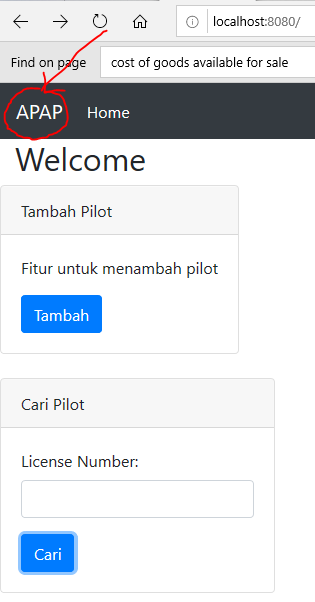 localhost:8080/
Find on page cost of goods available for sale
APAP Home
Welcome
Tambah Pilot
Fitur untuk menambah pilot
Tambah
Cari Pilot
License Number:
Cari